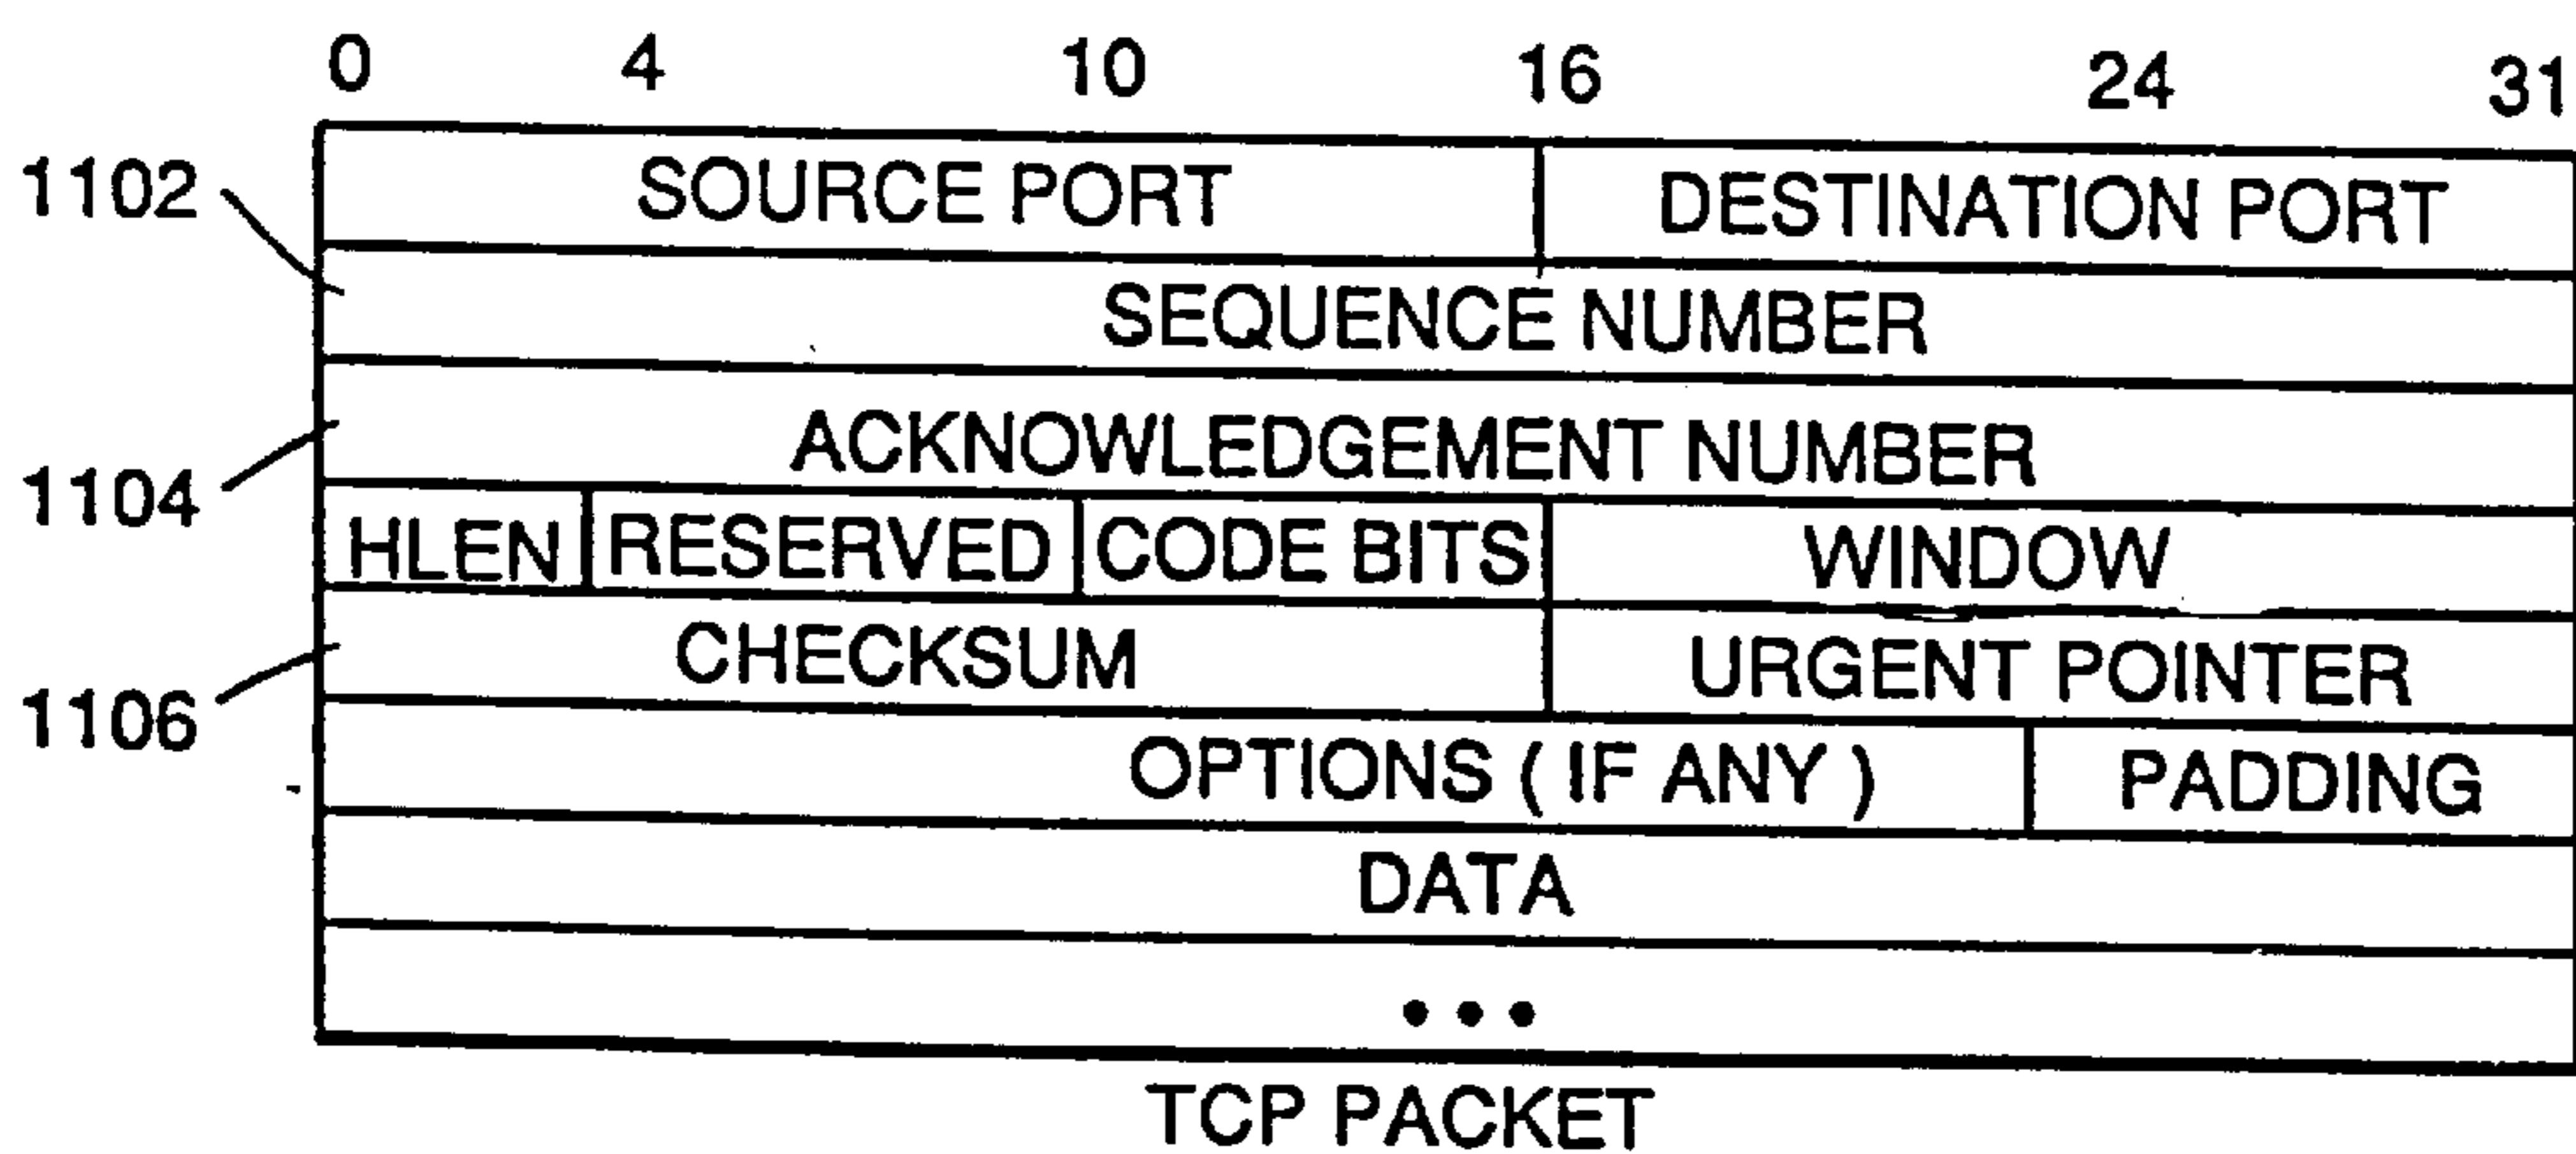 0 4 10 16 24 31
1102
SOURCE PORT DESTINATION PORT
SEQUENCE NUMBER
1104
ACKNOWLEDGEMENT NUMBER
HLEN RESERVED CODE BITS WINDOW
1106
CHECKSUM URGENT POINTER
OPTIONS ( IF ANY ) PADDING
DATA
• • •
TCP PACKET